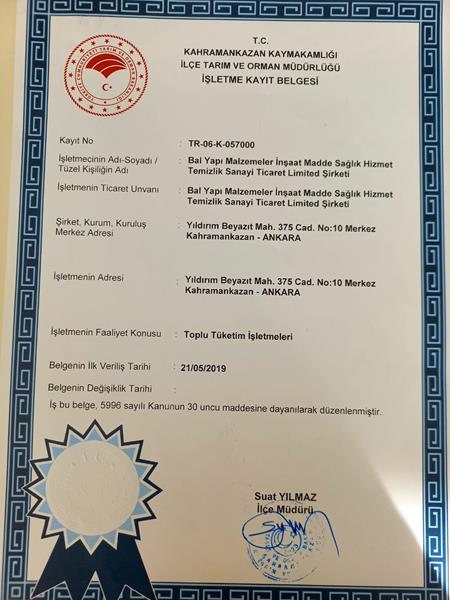 T.C.
KAHRAMANKAZAN KAYMAKAMLIĞI
İLÇE TARIM VE ORMAN MÜDÜRLÜĞÜ
İŞLETME KAYIT BELGESİ
Kayıt No : TR-06-K-057000
İşletmecinin Adı-Soyadı / : Bal Yapı Malzemeler İnşaat Madde Sağlık Hizmet
Tüzel Kişiliğin Adı Temizlik Sanayi Ticaret Limited Şirketi
İşletmenin Ticaret Unvanı : Bal Yapı Malzemeler İnşaat Madde Sağlık Hizmet
Temizlik Sanayi Ticaret Limited Şirketi
Şirket, Kurum, Kuruluş : Yıldırım Beyazıt Mah. 375 Cad. No:10 Merkez
Merkez Adresi Kahramankazan - ANKARA
İşletmenin Adresi : Yıldırım Beyazıt Mah. 375 Cad. No:10 Merkez
Kahramankazan - ANKARA
İşletmenin Faaliyet Konusu : Toplu Tüketim İşletmeleri
Belgenin İlk Veriliş Tarihi : 21/05/2019
Belgenin Değişiklik Tarihi :
İş bu belge, 5996 sayılı Kanunun 30 uncu maddesine dayanılarak düzenlenmiştir.
Suat YILMAZ
İlçe Müdürü